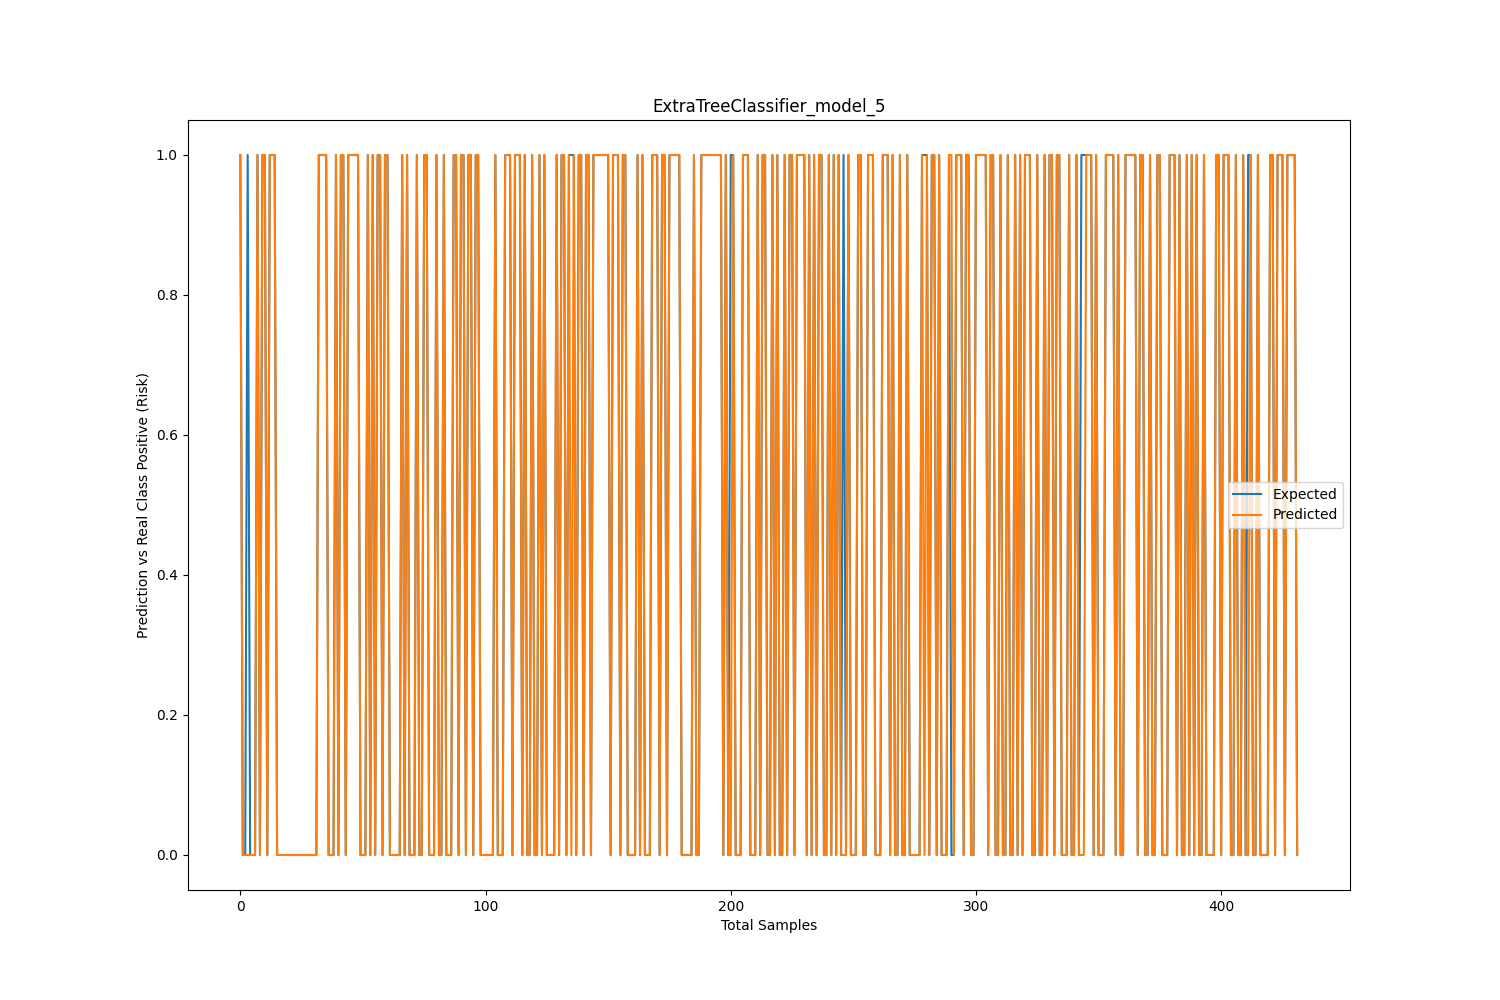 ExtraTreeClassifier_model_5
Prediction vs Real Class Positive (Risk)
1.0
0.8
0.6
0.4
0.2
0.0
Expected
Predicted
0 100 200 300 400
Total Samples